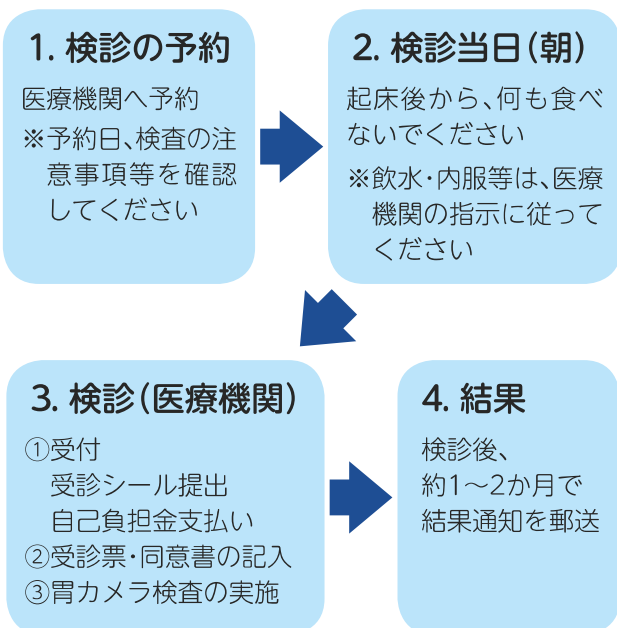 1. 検診の予約
医療機関へ予約
※予約日、検査の注
意事項等を確認
してください
2. 検診当日(朝)
起床後から、何も食べ
ないでください
※飲水・内服等は、医療
機関の指示に従って
ください
3. 検診(医療機関)
①受付
受診シール提出
自己負担金支払い
②受診票・同意書の記入
③胃カメラ検査の実施
4. 結果
検診後、
約1～2か月で
結果通知を郵送